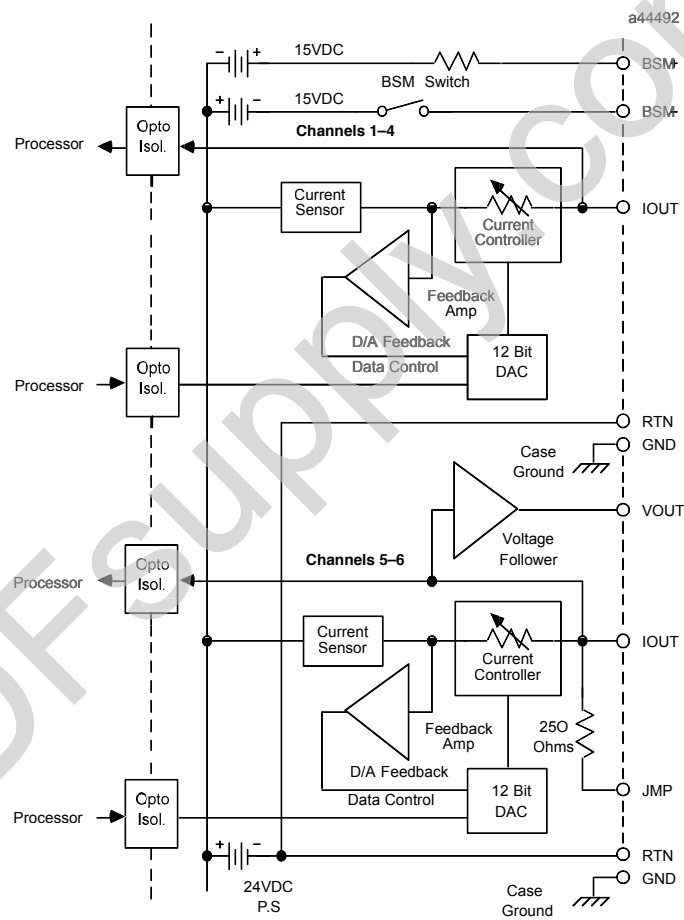 a44492
- + 15VDC BSM+
BSM Switch
+ - 15VDC BSM+
Channels 1–4
Processor Opto
Isol.
Current
Sensor
IOUT
Current
Controller
Feedback
Amp
D/A Feedback
Data Control
12 Bit
DAC
Processor Opto
Isol.
RTN
GND
Case
Ground
VOUT
Voltage
Follower
Channels 5–6
Processor Opto
Isol.
Current
Sensor
IOUT
Current
Controller
Feedback
Amp
250
Ohms
D/A Feedback
Data Control
12 Bit
DAC
JMP
Processor Opto
Isol.
+ - RTN
24VDC
P.S
GND
Case
Ground
DFsupply.co